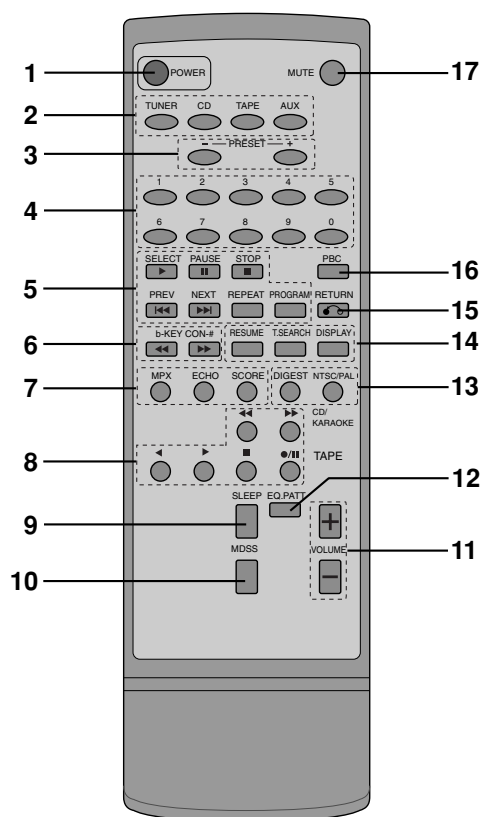 1 POWER MUTE 17
2 TUNER CD TAPE AUX
3 − PRESET +
4 1 2 3 4 5
6 7 8 9 0
5 SELECT PAUSE STOP PBC 16
PREV NEXT REPEAT PROGRAM RETURN 15
6 b-KEY CON-# RESUME T.SEARCH DISPLAY 14
7 MPX ECHO SCORE DIGEST NTSC/PAL 13
CD/
KARAOKE
8 TAPE
9 SLEEP EQ.PATT 12
+
10 MDSS VOLUME 11
−